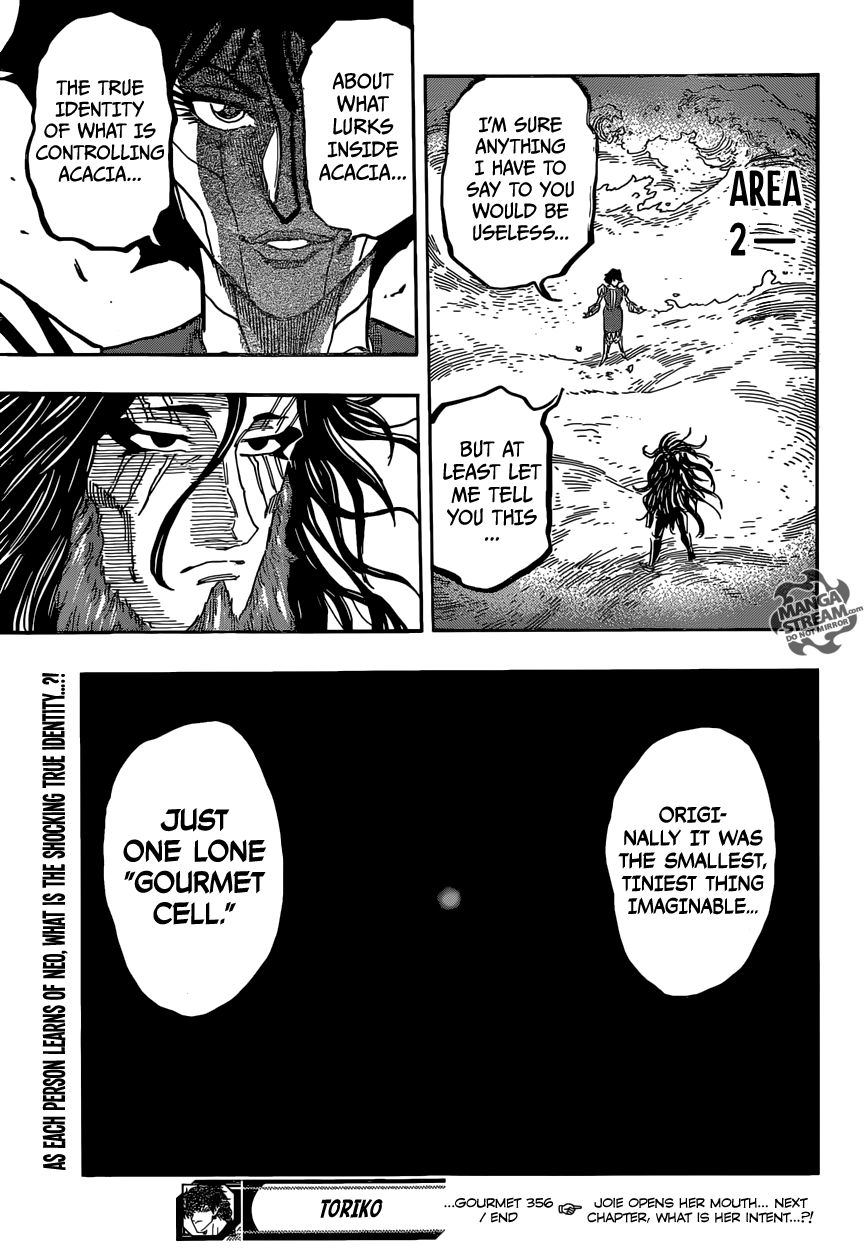 AREA
2 —
I'M SURE
ANYTHING
I HAVE TO
SAY TO YOU
WOULD BE
USELESS...
BUT AT
LEAST LET
ME TELL
YOU THIS
...
ABOUT
WHAT
LURKS
INSIDE
ACACIA...
THE TRUE
IDENTITY
OF WHAT IS
CONTROLLING
ACACIA...
MANGA
STREAM.com
DO NOT MIRROR
ORIGI-
NALLY IT WAS
THE SMALLEST,
TINIEST THING
IMAGINABLE...
JUST
ONE LONE
"GOURMET
CELL."
AS EACH PERSON LEARNS OF NEO, WHAT IS THE SHOCKING TRUE IDENTITY...?!
TORIKO
...GOURMET 356
/ END
☞
JOIE OPENS HER MOUTH... NEXT
CHAPTER, WHAT IS HER INTENT...?!